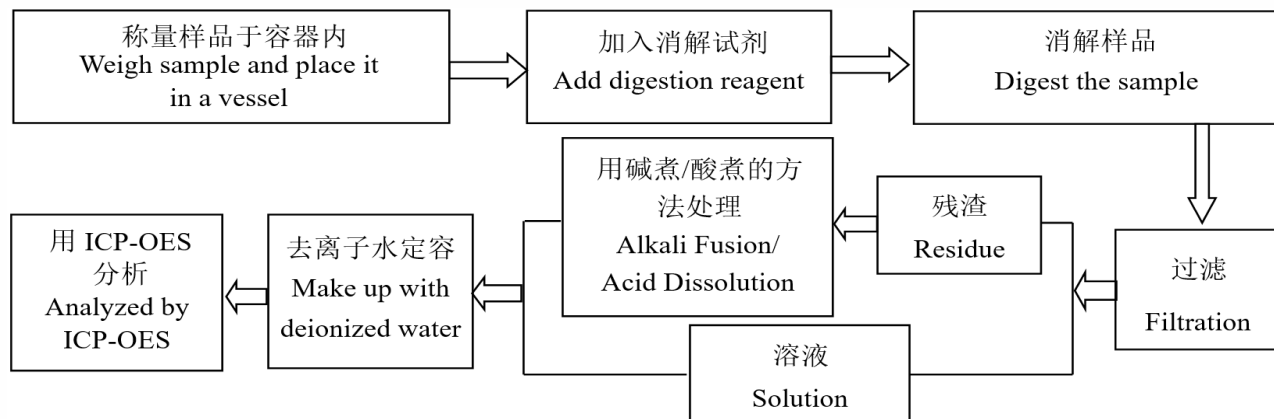 称量样品于容器内
Weigh sample and place it
in a vessel
加入消解试剂
Add digestion reagent
消解样品
Digest the sample
过滤
Filtration
残渣
Residue
用碱煮/酸煮的方
法处理
Alkali Fusion/
Acid Dissolution
溶液
Solution
去离子水定容
Make up with
deionized water
用 ICP-OES
分析
Analyzed by
ICP-OES